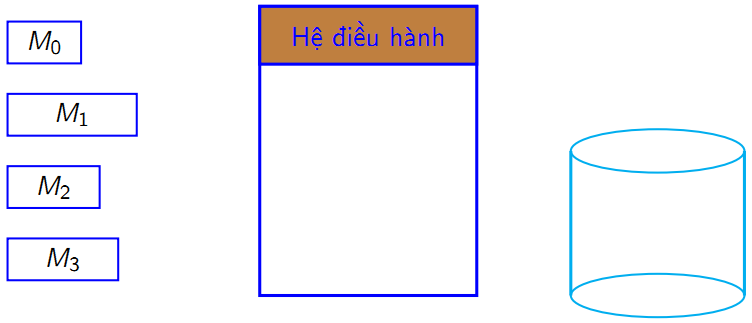 M₀
Hệ điều hành
M₁
M₂
M₃